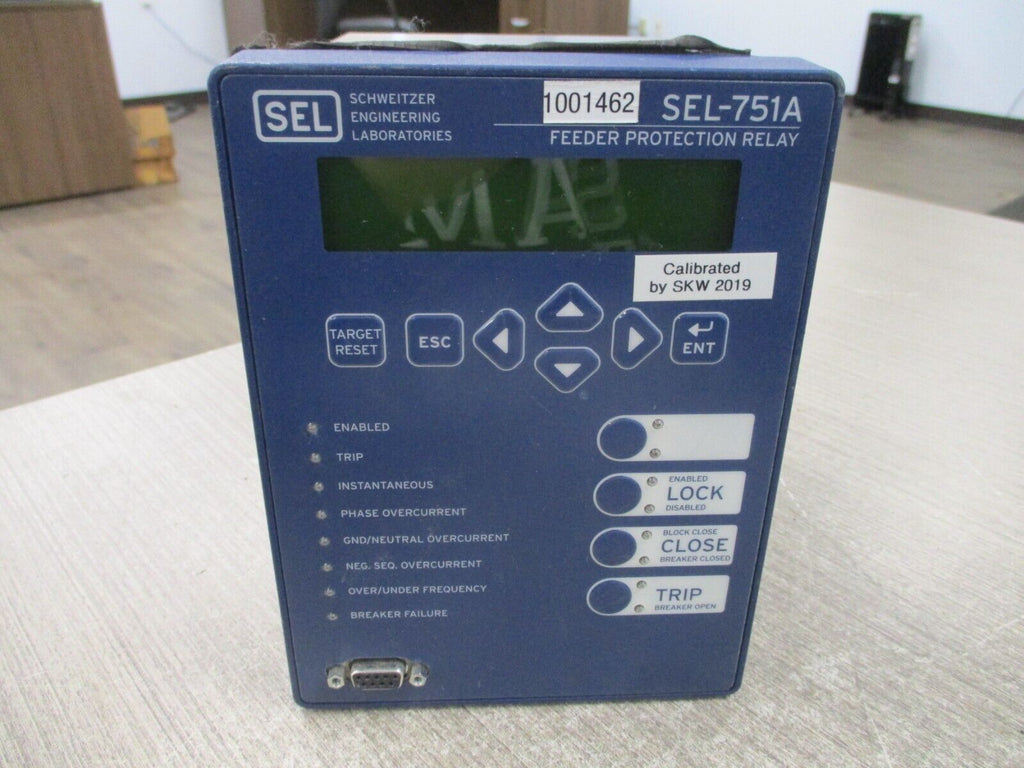 SEL
SCHWEITZER
ENGINEERING
LABORATORIES
1001462
SEL-751A
FEEDER PROTECTION RELAY
Calibrated
by SKW 2019
TARGET
RESET
ESC
ENT
ENABLED
TRIP
INSTANTANEOUS
PHASE OVERCURRENT
GND/NEUTRAL OVERCURRENT
NEG. SEQ. OVERCURRENT
OVER/UNDER FREQUENCY
BREAKER FAILURE
ENABLED
LOCK
DISABLED
BLOCK CLOSE
CLOSE
BREAKER CLOSED
TRIP
BREAKER OPEN